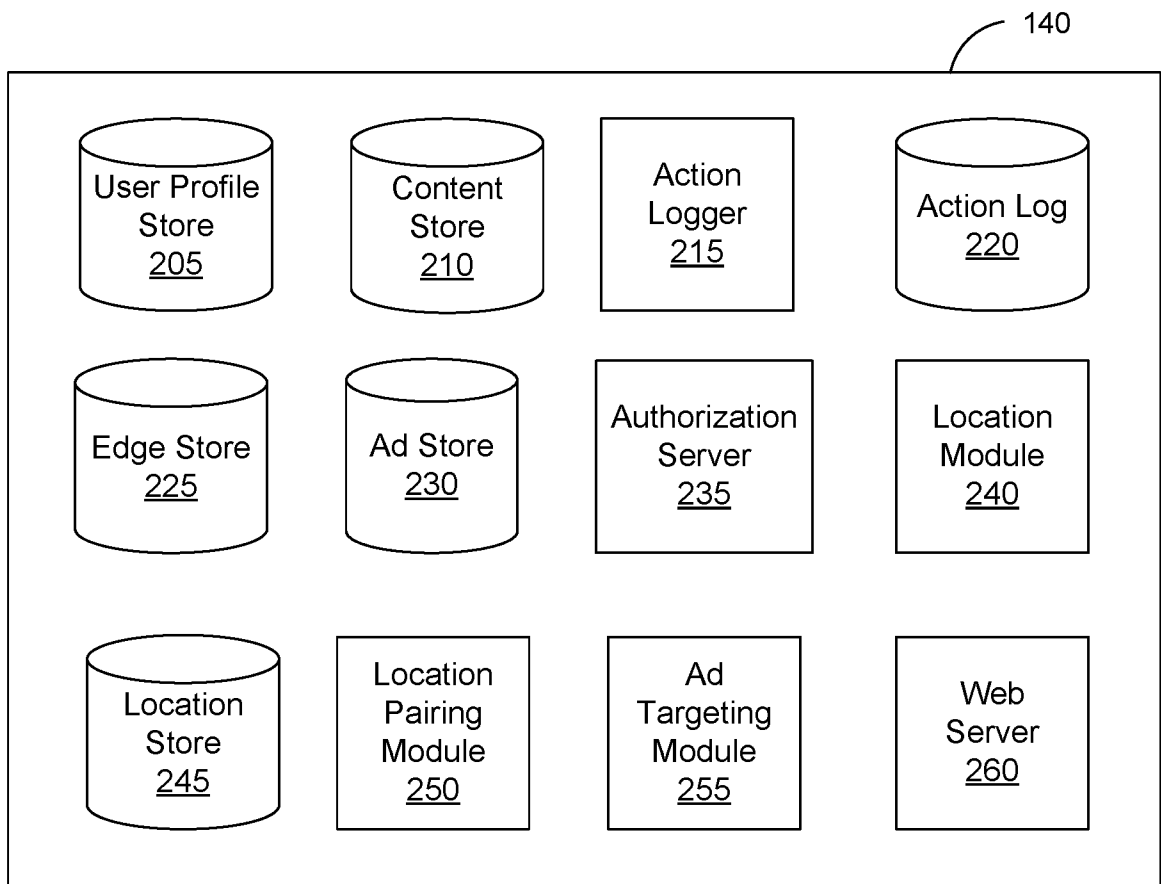 140
User Profile
Store
205
Content
Store
210
Action
Logger
215
Action Log
220
Edge Store
225
Ad Store
230
Authorization
Server
235
Location
Module
240
Location
Store
245
Location
Pairing
Module
250
Ad
Targeting
Module
255
Web
Server
260